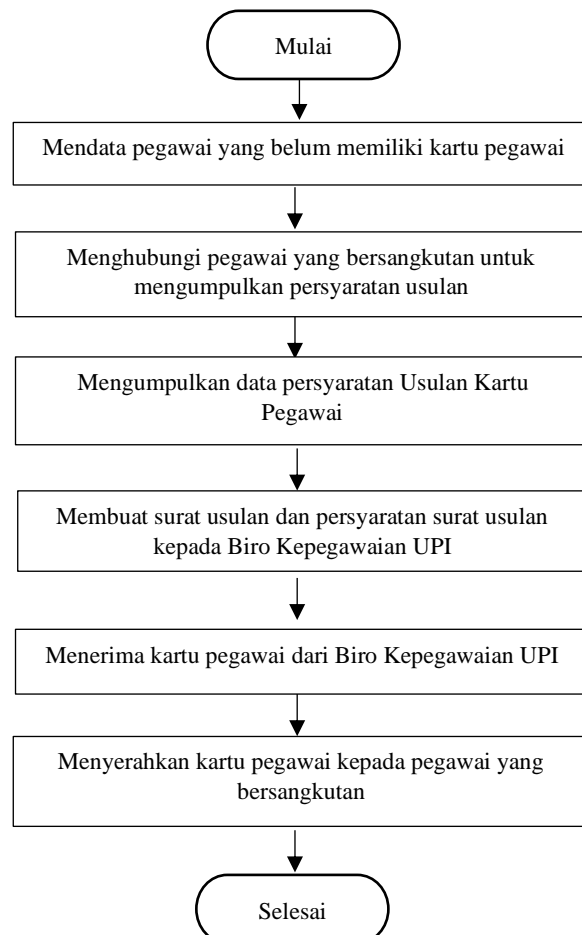 Mulai
Mendata pegawai yang belum memiliki kartu pegawai
Menghubungi pegawai yang bersangkutan untuk
mengumpulkan persyaratan usulan
Mengumpulkan data persyaratan Usulan Kartu
Pegawai
Membuat surat usulan dan persyaratan surat usulan
kepada Biro Kepegawaian UPI
Menerima kartu pegawai dari Biro Kepegawaian UPI
Menyerahkan kartu pegawai kepada pegawai yang
bersangkutan
Selesai